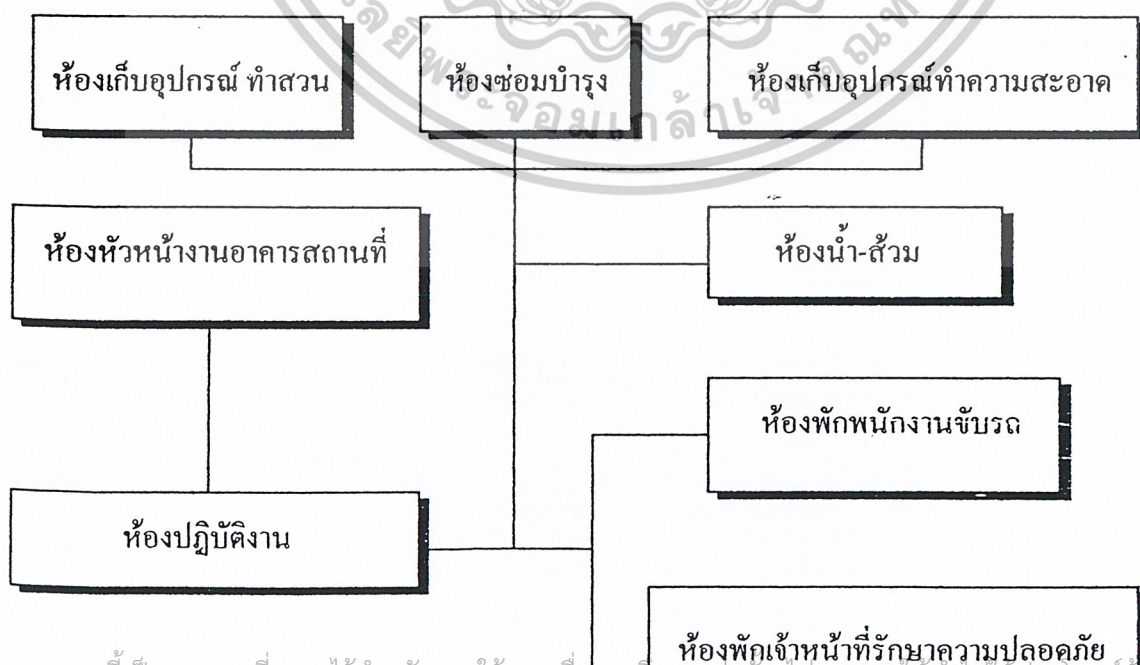 ห้องเก็บอุปกรณ์ ทำสวน
ห้องซ่อมบำรุง
ห้องเก็บอุปกรณ์ทำความสะอาด
ห้องหัวหน้างานอาคารสถานที่
ห้องน้ำ-ส้วม
ห้องพักพนักงานขับรถ
ห้องปฏิบัติงาน
ห้องพักเจ้าหน้าที่รักษาความปลอดภัย